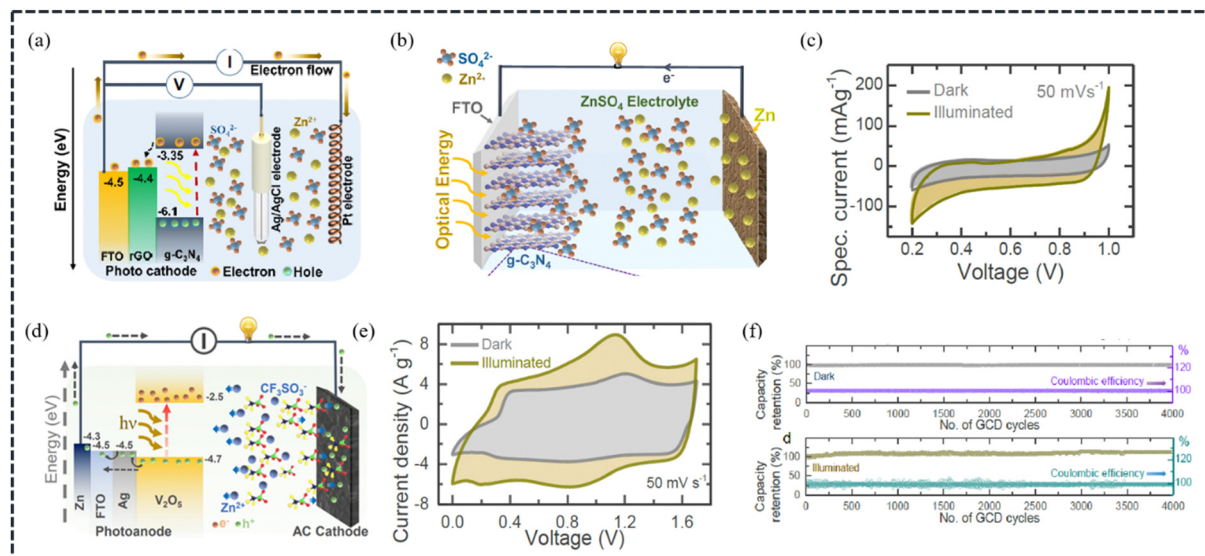 (a)
I
Electron flow
V
Energy (eV)
SO₄²⁻
Zn²⁺
-3.35
-4.5
-4.4
-6.1
Ag/AgCl electrode
Pt electrode
FTO
rGO
g-C₃N₄
Photo cathode
Electron
Hole
(b)
SO₄²⁻
Zn²⁺
e⁻
FTO
ZnSO₄ Electrolyte
Zn
Optical Energy
g-C₃N₄
(c)
Dark
50 mVs⁻¹
Illuminated
Spec. current (mAg⁻¹)
200
100
0
-100
0.2
0.4
0.6
0.8
1.0
Voltage (V)
(d)
I
Energy (eV)
hν
CF₃SO₃⁻
-2.5
-4.3
-4.5
-4.5
-4.7
Zn
FTO
Ag
V₂O₅
Zn²⁺
Photoanode
e⁻
h⁺
AC Cathode
(e)
Dark
Illuminated
Current density (A g⁻¹)
8
4
0
-4
-8
50 mV s⁻¹
0.0
0.4
0.8
1.2
1.6
Voltage (V)
(f)
Capacity retention (%)
100
50
0
Dark
Coulombic efficiency
%
120
100
0
500
1000
1500
2000
2500
3000
3500
4000
No. of GCD cycles
d
Capacity retention (%)
100
50
0
Illuminated
Coulombic efficiency
%
120
100
0
500
1000
1500
2000
2500
3000
3500
4000
No. of GCD cycles